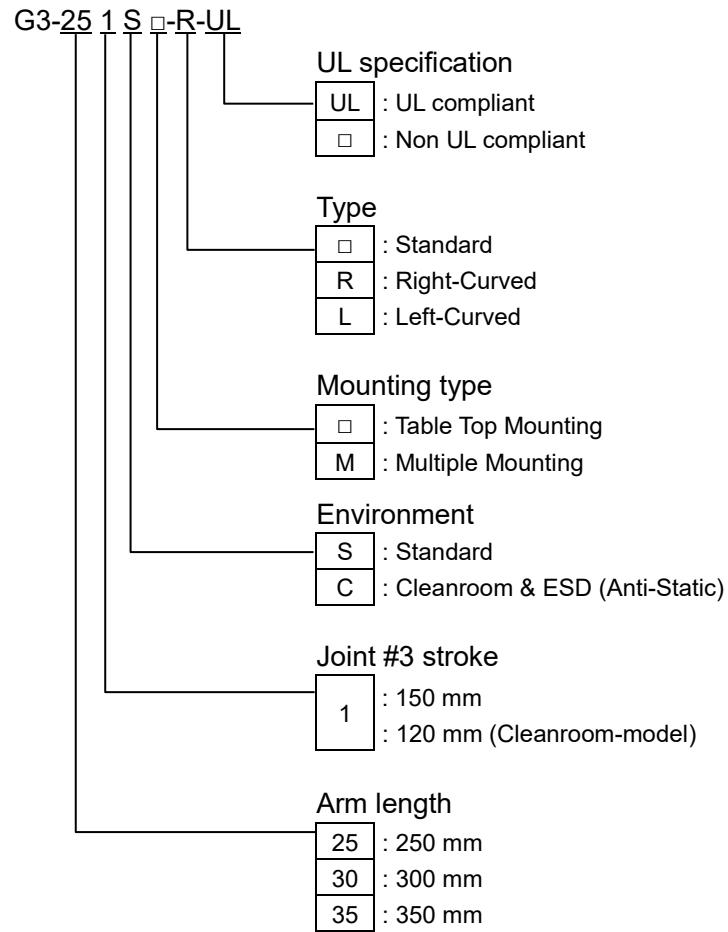 G3-25 1 S □-R-UL
UL specification
UL : UL compliant
□ : Non UL compliant
Type
□ : Standard
R : Right-Curved
L : Left-Curved
Mounting type
□ : Table Top Mounting
M : Multiple Mounting
Environment
S : Standard
C : Cleanroom & ESD (Anti-Static)
Joint #3 stroke
1 : 150 mm
: 120 mm (Cleanroom-model)
Arm length
25 : 250 mm
30 : 300 mm
35 : 350 mm